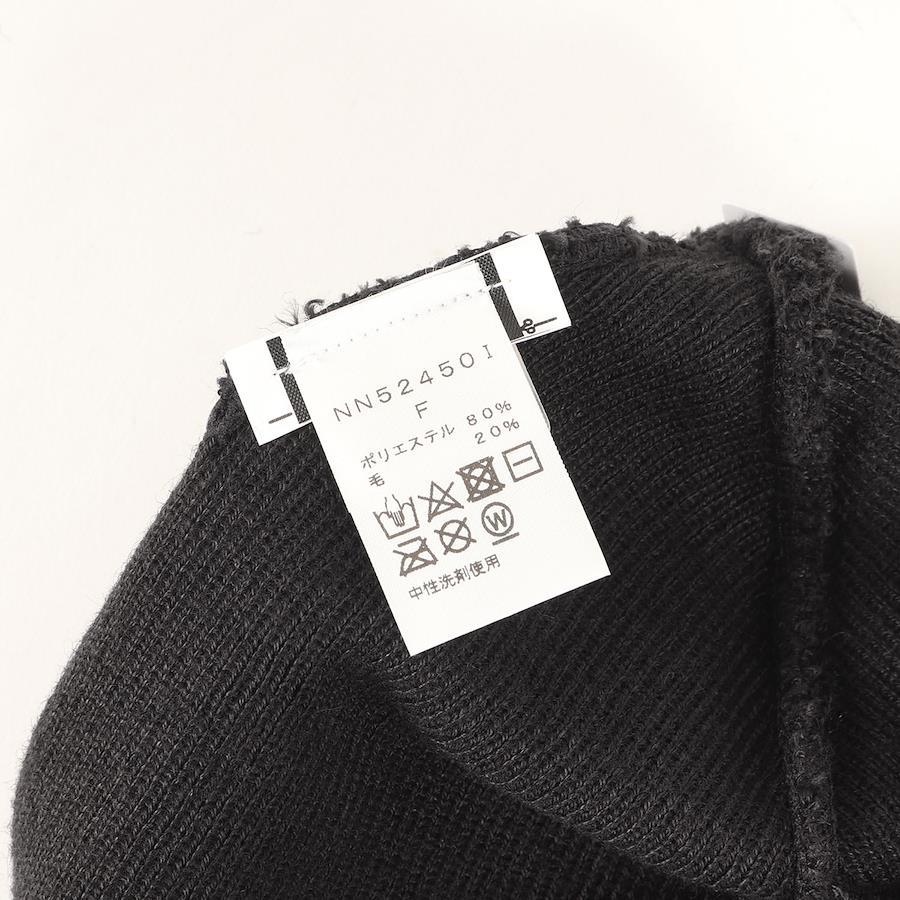 NN52450I
F
ポリエステル 80%
毛 20%
W
中性洗剤使用